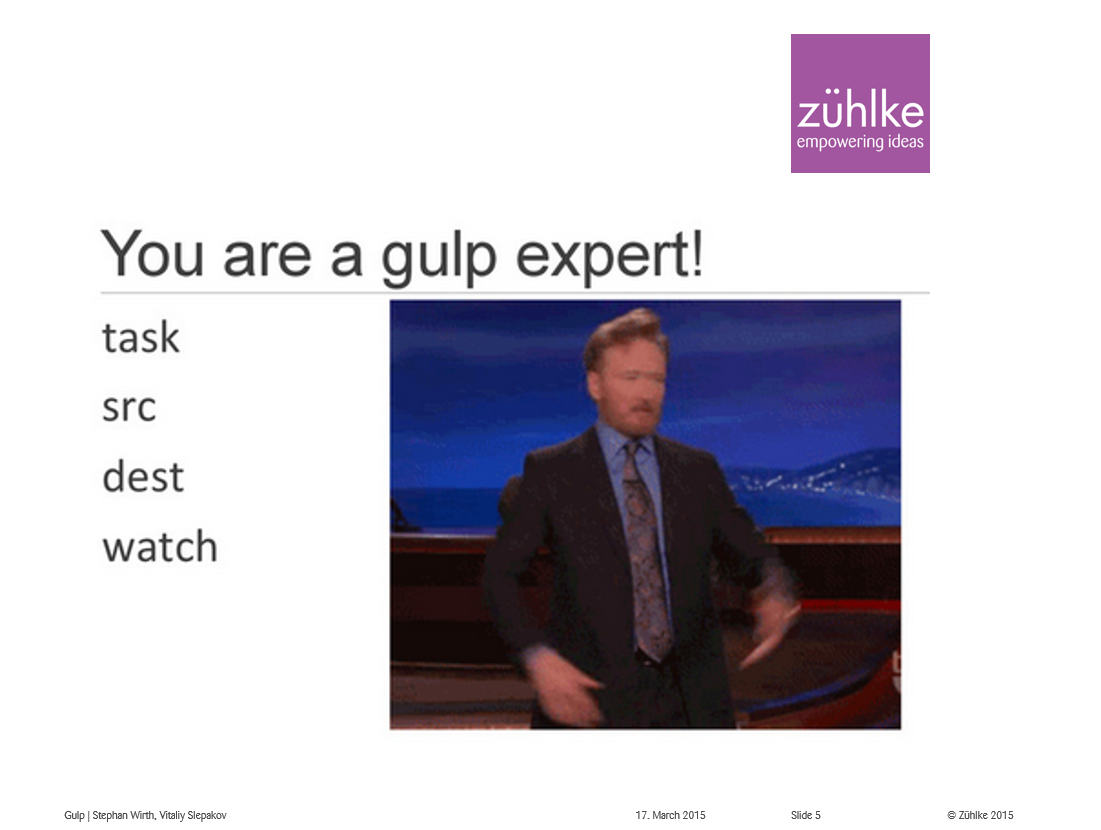 zühlke
empowering ideas
You are a gulp expert!
task
src
dest
watch
Gulp | Stephan Wirth, Vitaliy Slepakov
17. March 2015
Slide 5
© Zühlke 2015